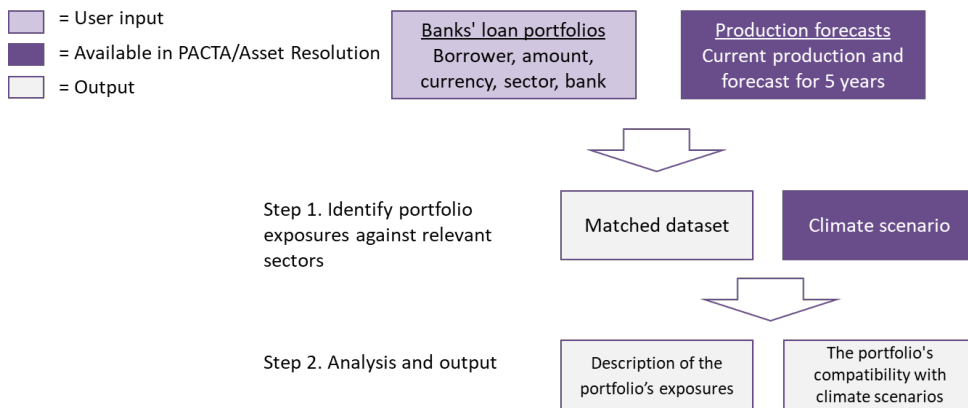 = User input
= Available in PACTA/Asset Resolution
= Output
Banks' loan portfolios
Borrower, amount,
currency, sector, bank
Production forecasts
Current production and
forecast for 5 years
Step 1. Identify portfolio
exposures against relevant
sectors
Matched dataset
Climate scenario
Step 2. Analysis and output
Description of the
portfolio’s exposures
The portfolio's
compatibility with
climate scenarios